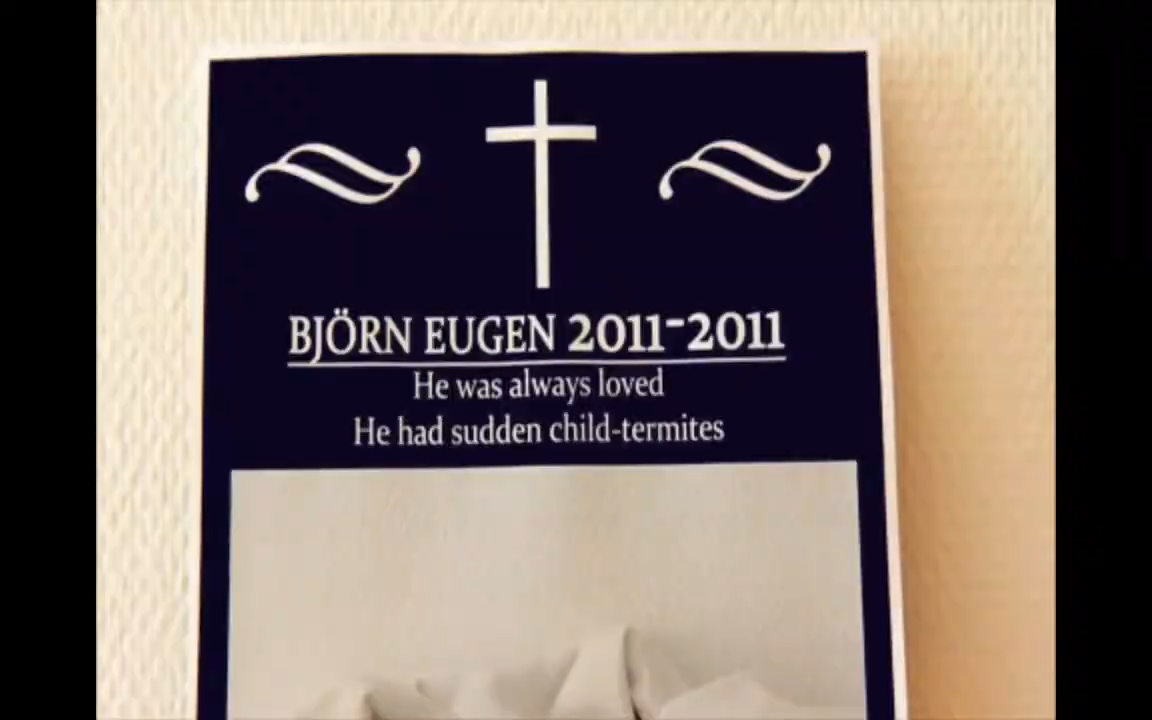 BJÖRN EUGEN 2011-2011
He was always loved
He had sudden child-termites